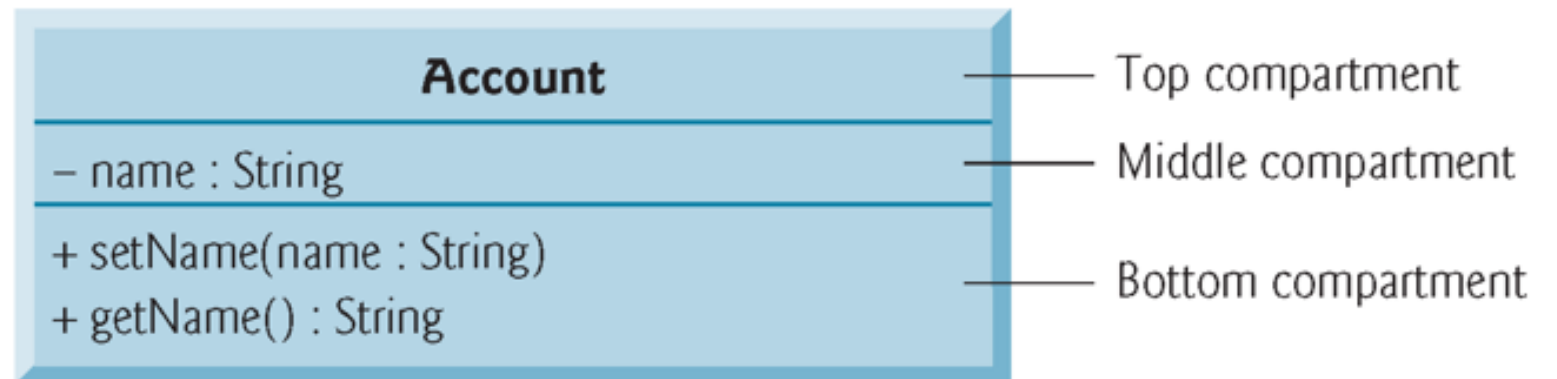 Account
Top compartment
– name : String
Middle compartment
+ setName(name : String)
+ getName() : String
Bottom compartment